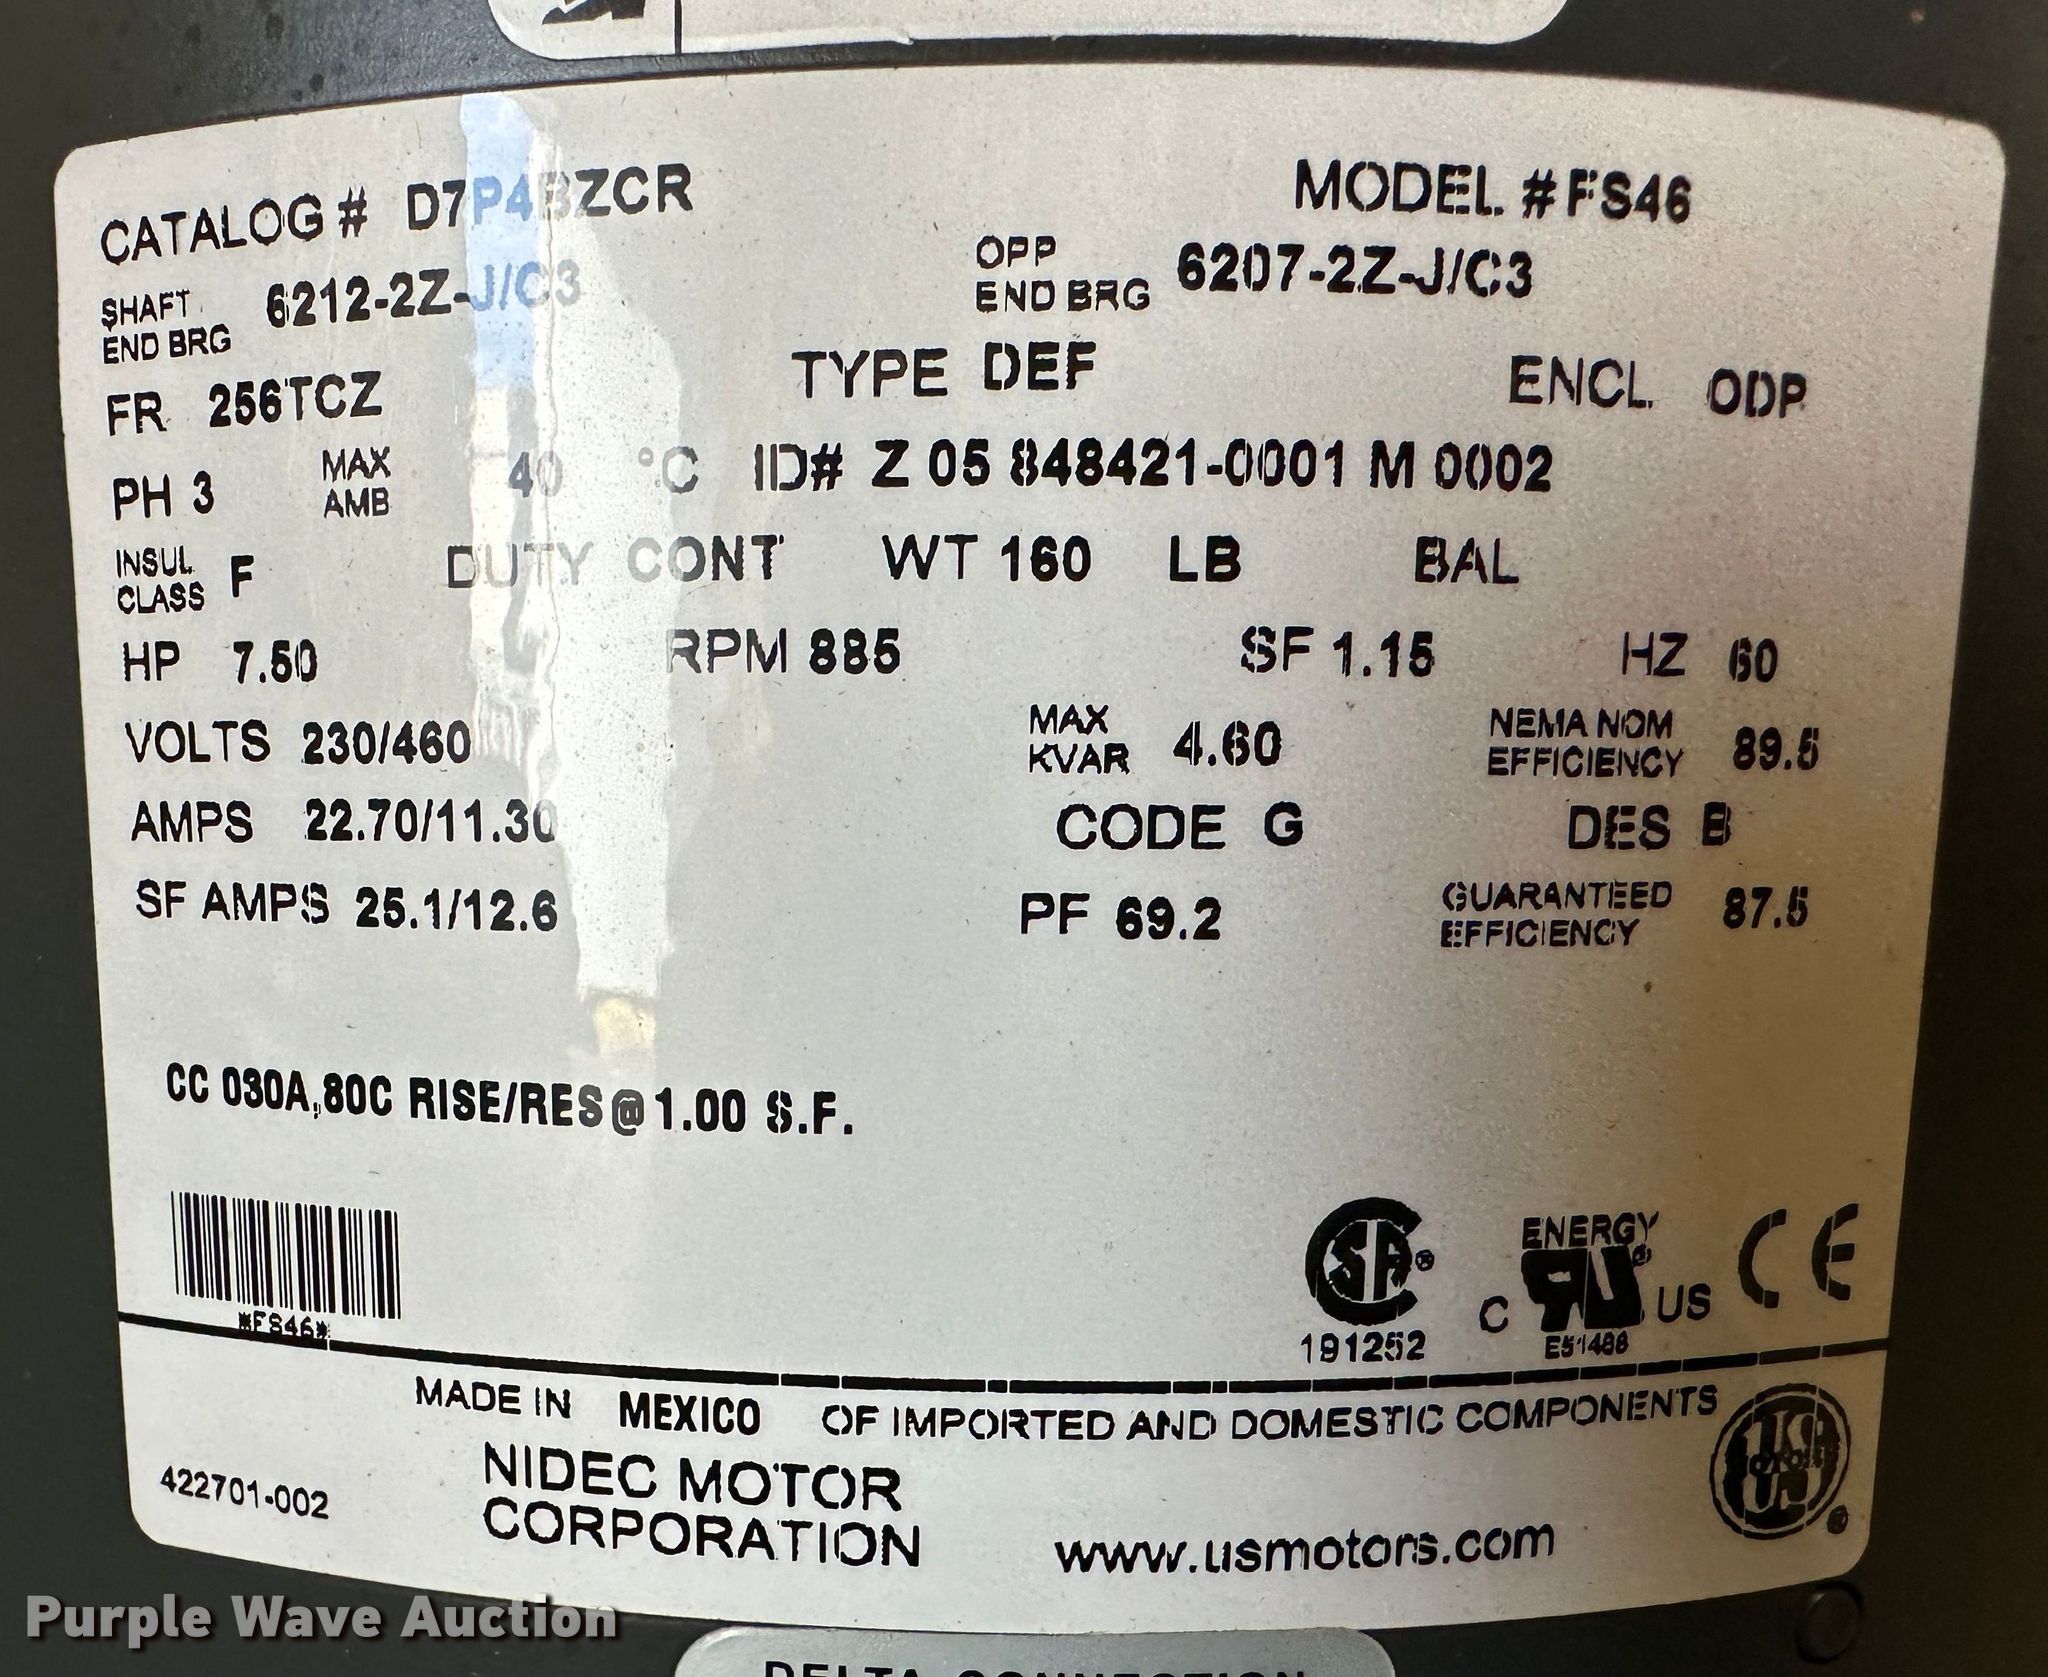 CATALOG # D7P4BZCR MODEL # FS46
SHAFT END BRG 6212-2Z-J/C3 OPP END BRG 6207-2Z-J/C3
FR 256TCZ TYPE DEF ENCL ODP
PH 3 MAX AMB 40 °C ID# Z 05 848421-0001 M 0002
INSUL CLASS F DUTY CONT WT 160 LB BAL
HP 7.50 RPM 885 SF 1.15 HZ 60
VOLTS 230/460 MAX KVAR 4.60 NEMA NOM EFFICIENCY 89.5
AMPS 22.70/11.30 CODE G DES B
SF AMPS 25.1/12.6 PF 69.2 GUARANTEED EFFICIENCY 87.5
CC 030A,80C RISE/RES@1.00 S.F.
*FS46*
SA ®
191252
ENERGY
C RU ® US
E51488
CE
MADE IN MEXICO OF IMPORTED AND DOMESTIC COMPONENTS
422701-002
NIDEC MOTOR
CORPORATION
www.usmotors.com
Purple Wave Auction
DELTA CONNECTION